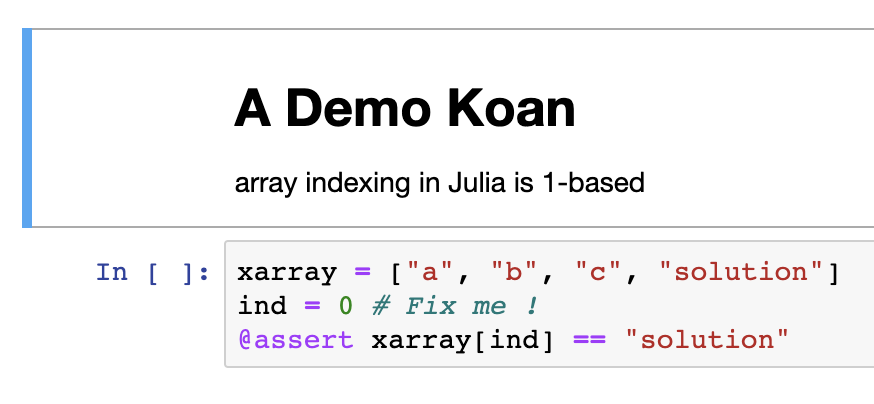 A Demo Koan
array indexing in Julia is 1-based
In [ ]: xarray = ["a", "b", "c", "solution"]
ind = 0 # Fix me !
@assert xarray[ind] == "solution"